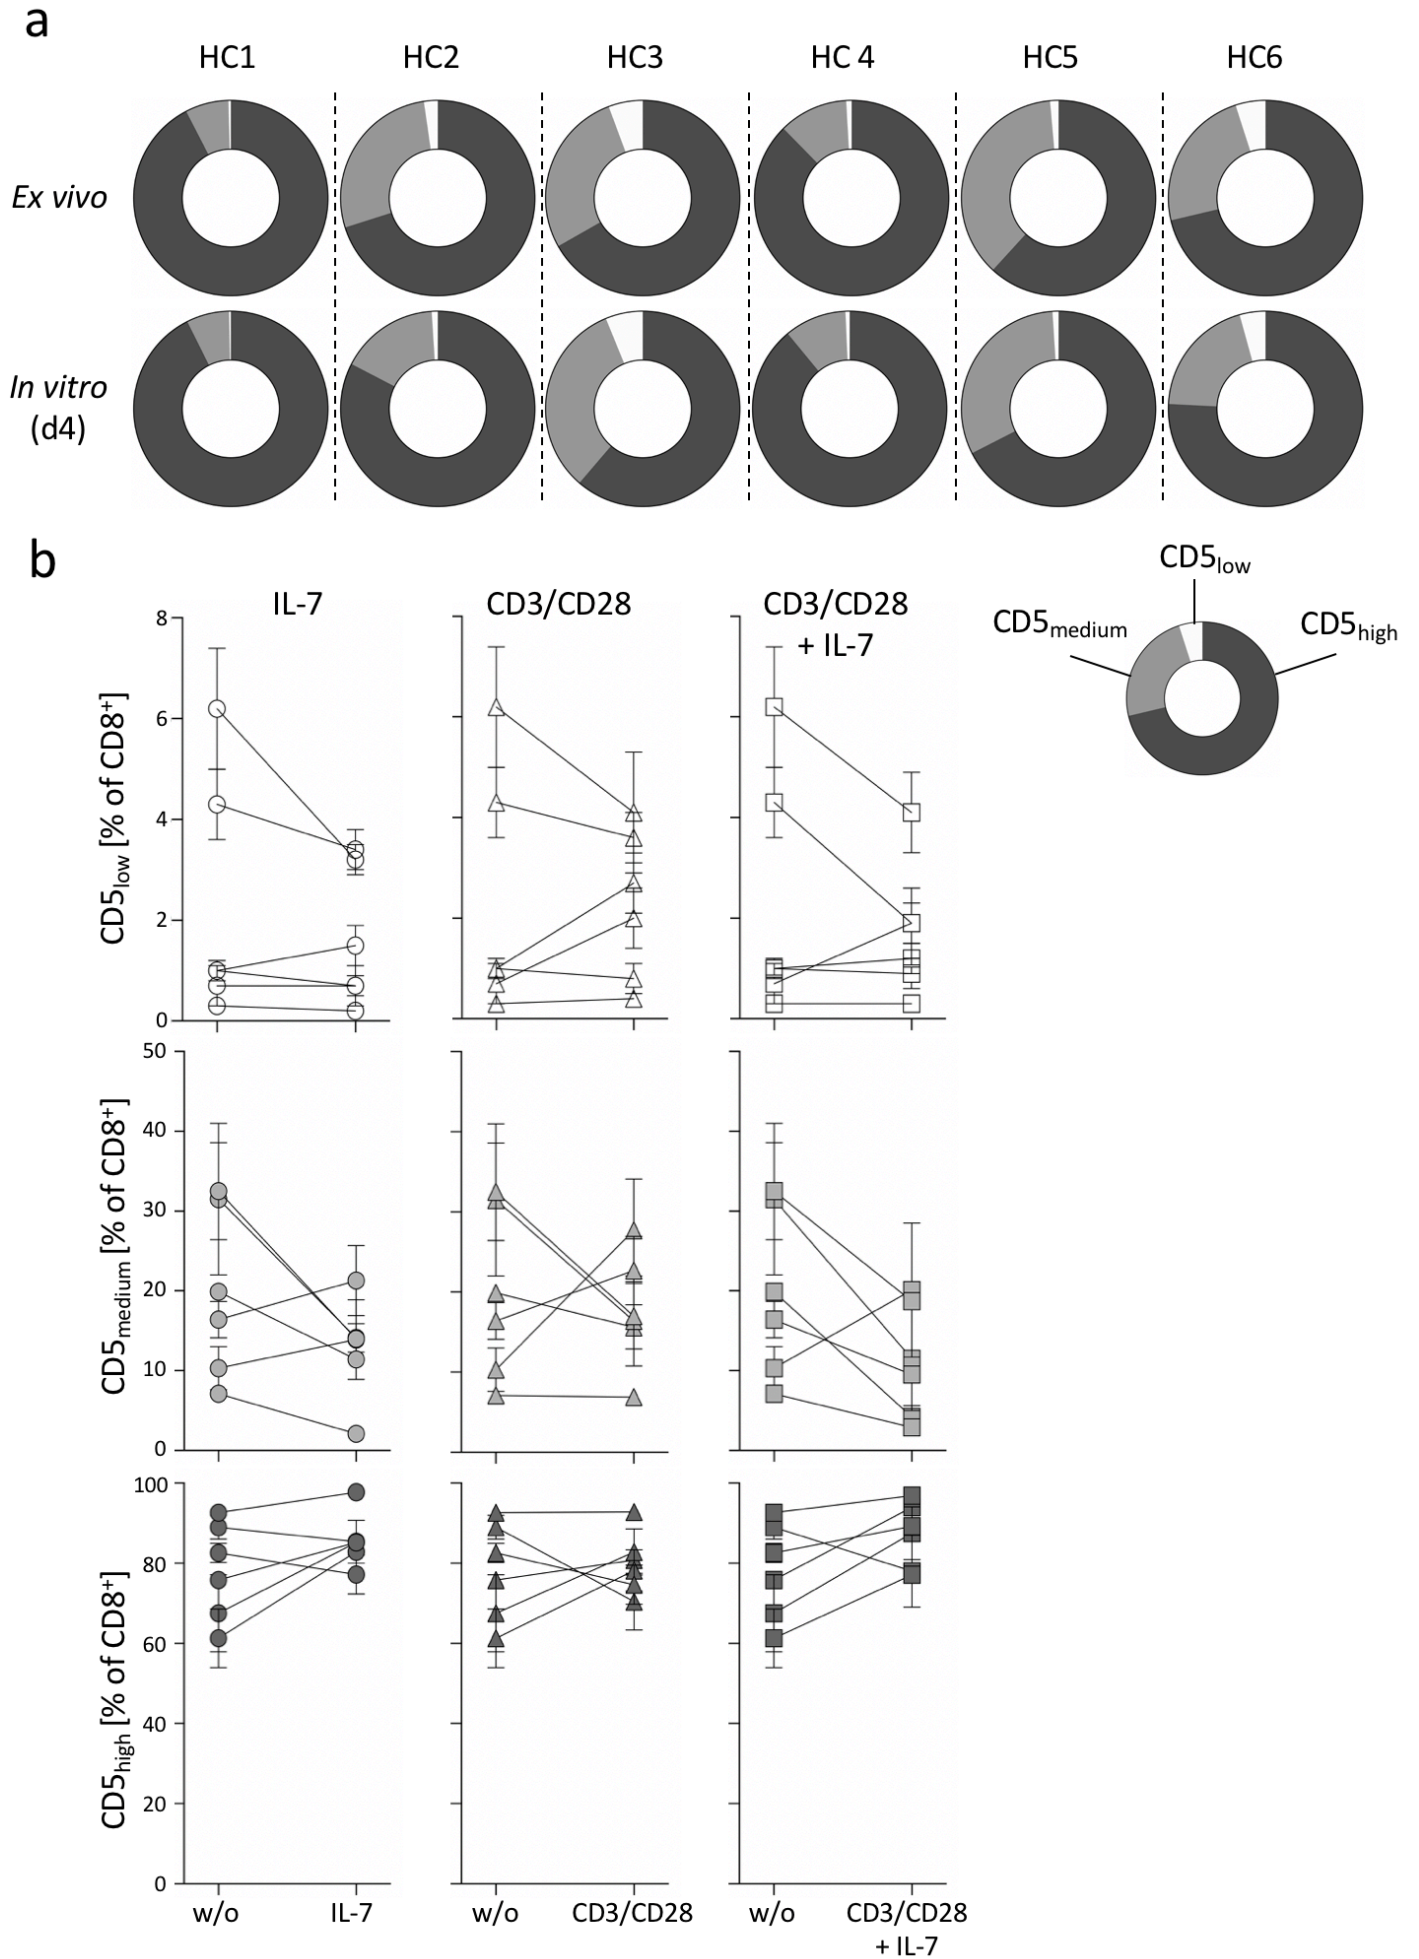 a
HC1 HC2 HC3 HC 4 HC5 HC6
Ex vivo
In vitro
(d4)
b
CD5low
CD5medium
CD5high
IL-7 CD3/CD28 CD3/CD28
+ IL-7
CD5low [% of CD8+]
8
6
4
2
0
CD5medium [% of CD8+]
50
40
30
20
10
0
CD5high [% of CD8+]
100
80
60
40
20
0
w/o IL-7 w/o CD3/CD28 w/o CD3/CD28
+ IL-7